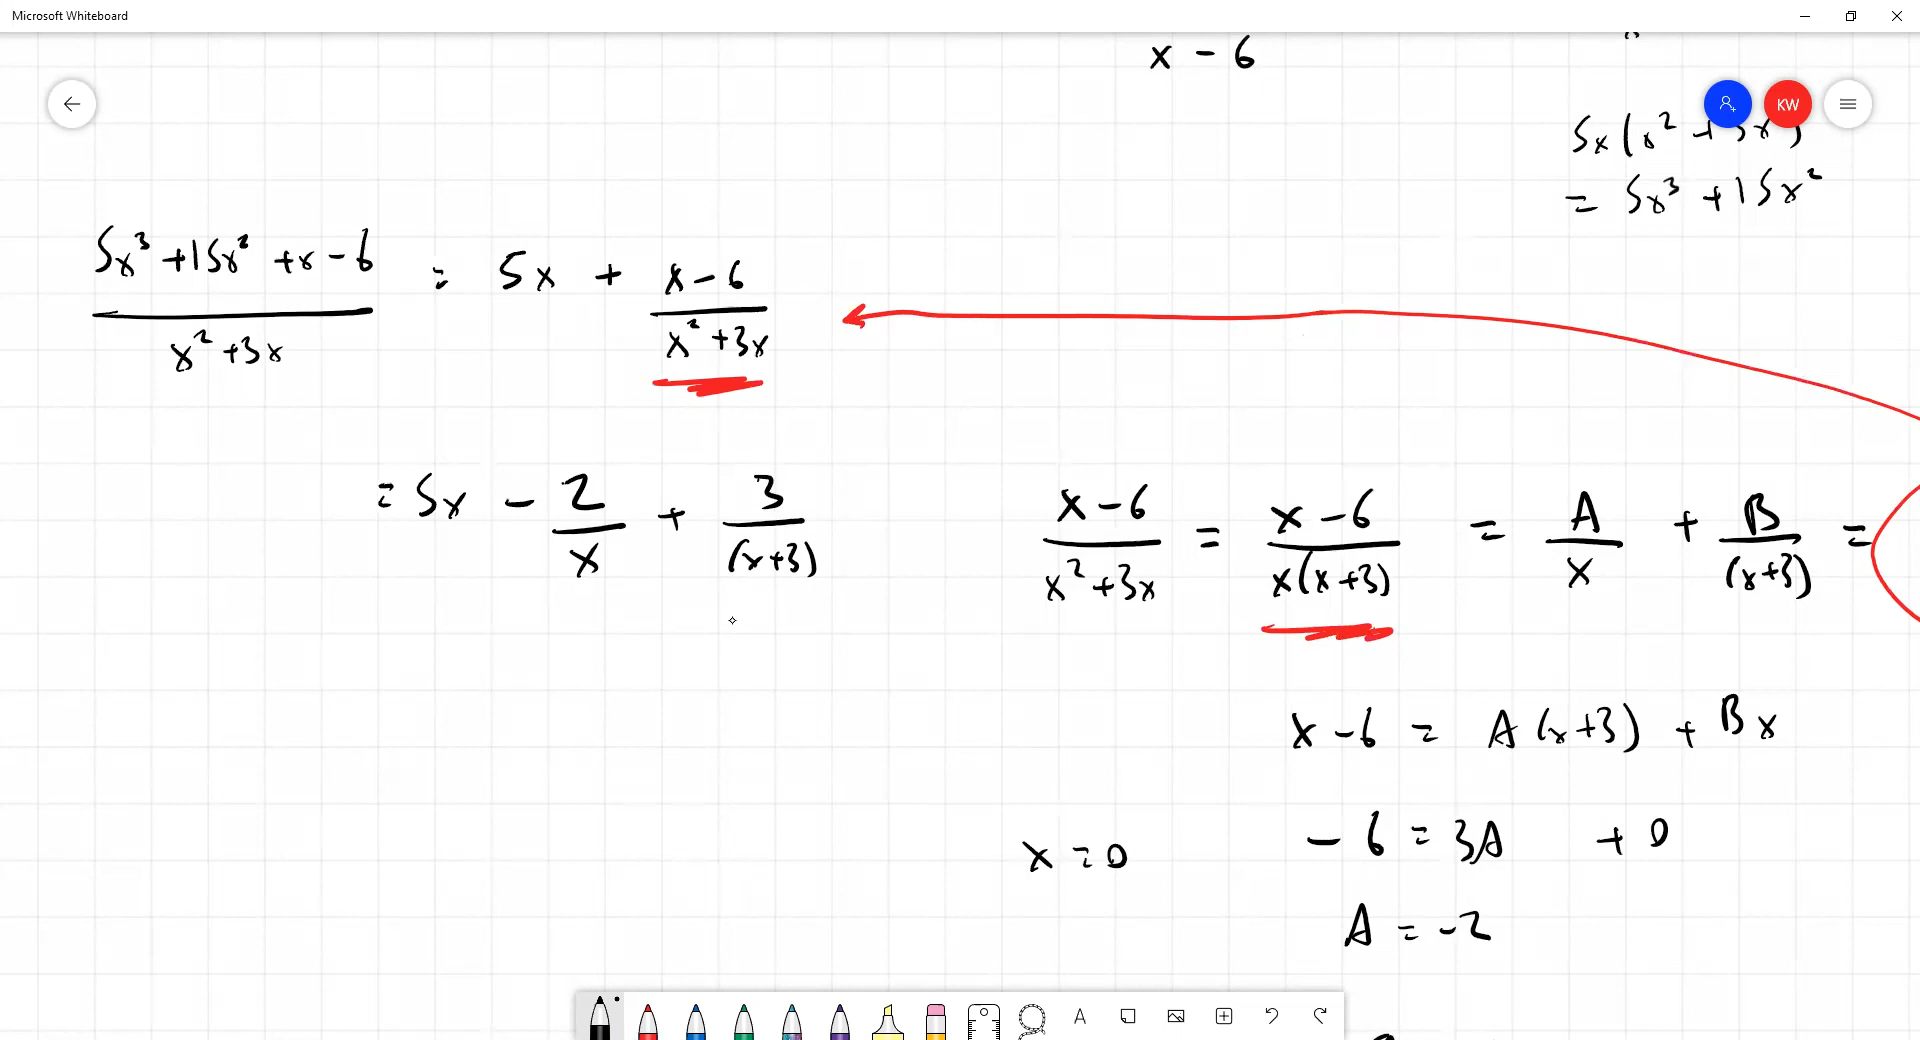 Microsoft Whiteboard
x - 6
KW
5x(x² + 3x)
= 5x³ + 15x²
(5x³ + 15x² + x - 6)/(x² + 3x) = 5x + (x - 6)/(x² + 3x)
= 5x - 2/x + 3/(x+3)
(x - 6)/(x² + 3x) = (x - 6)/(x(x+3)) = A/x + B/(x+3) =
x - 6 = A(x+3) + Bx
x = 0
-6 = 3A + 0
A = -2
A